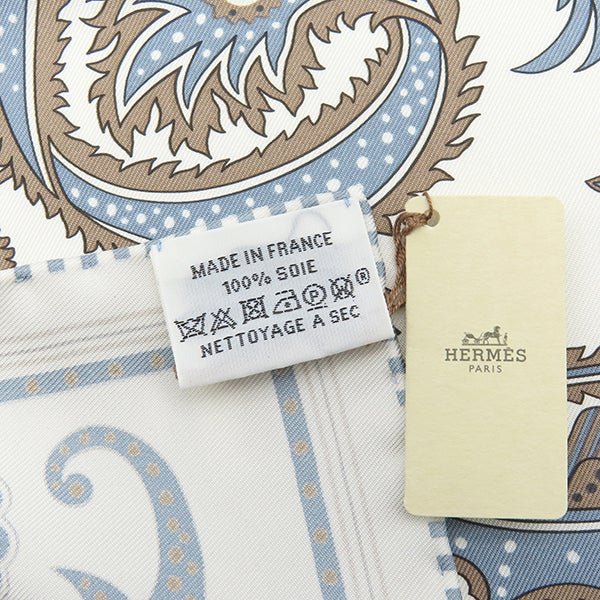 MADE IN FRANCE
100% SOIE
®
NETTOYAGE A SEC
HERMÈS
PARIS